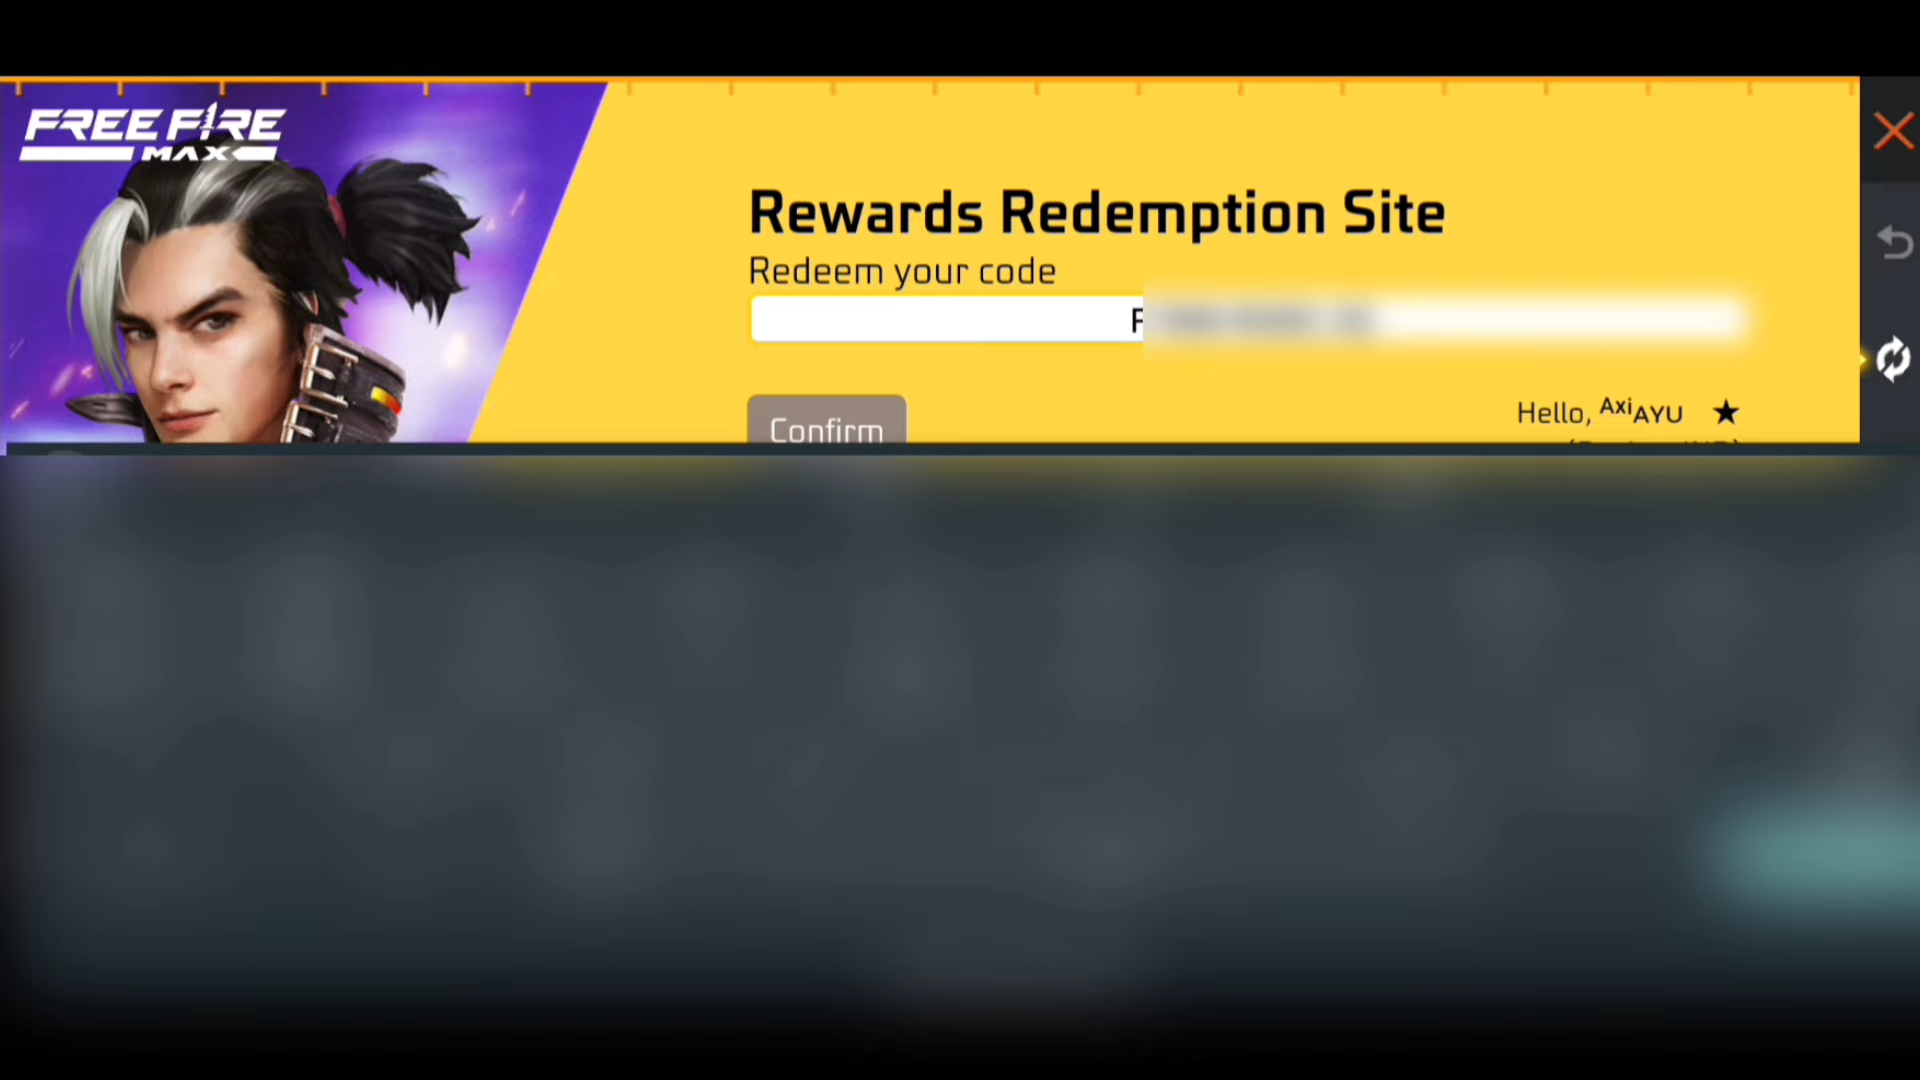 FREE FIRE
MAX
Rewards Redemption Site
Redeem your code
F
Confirm
Hello, AxiAYU ★